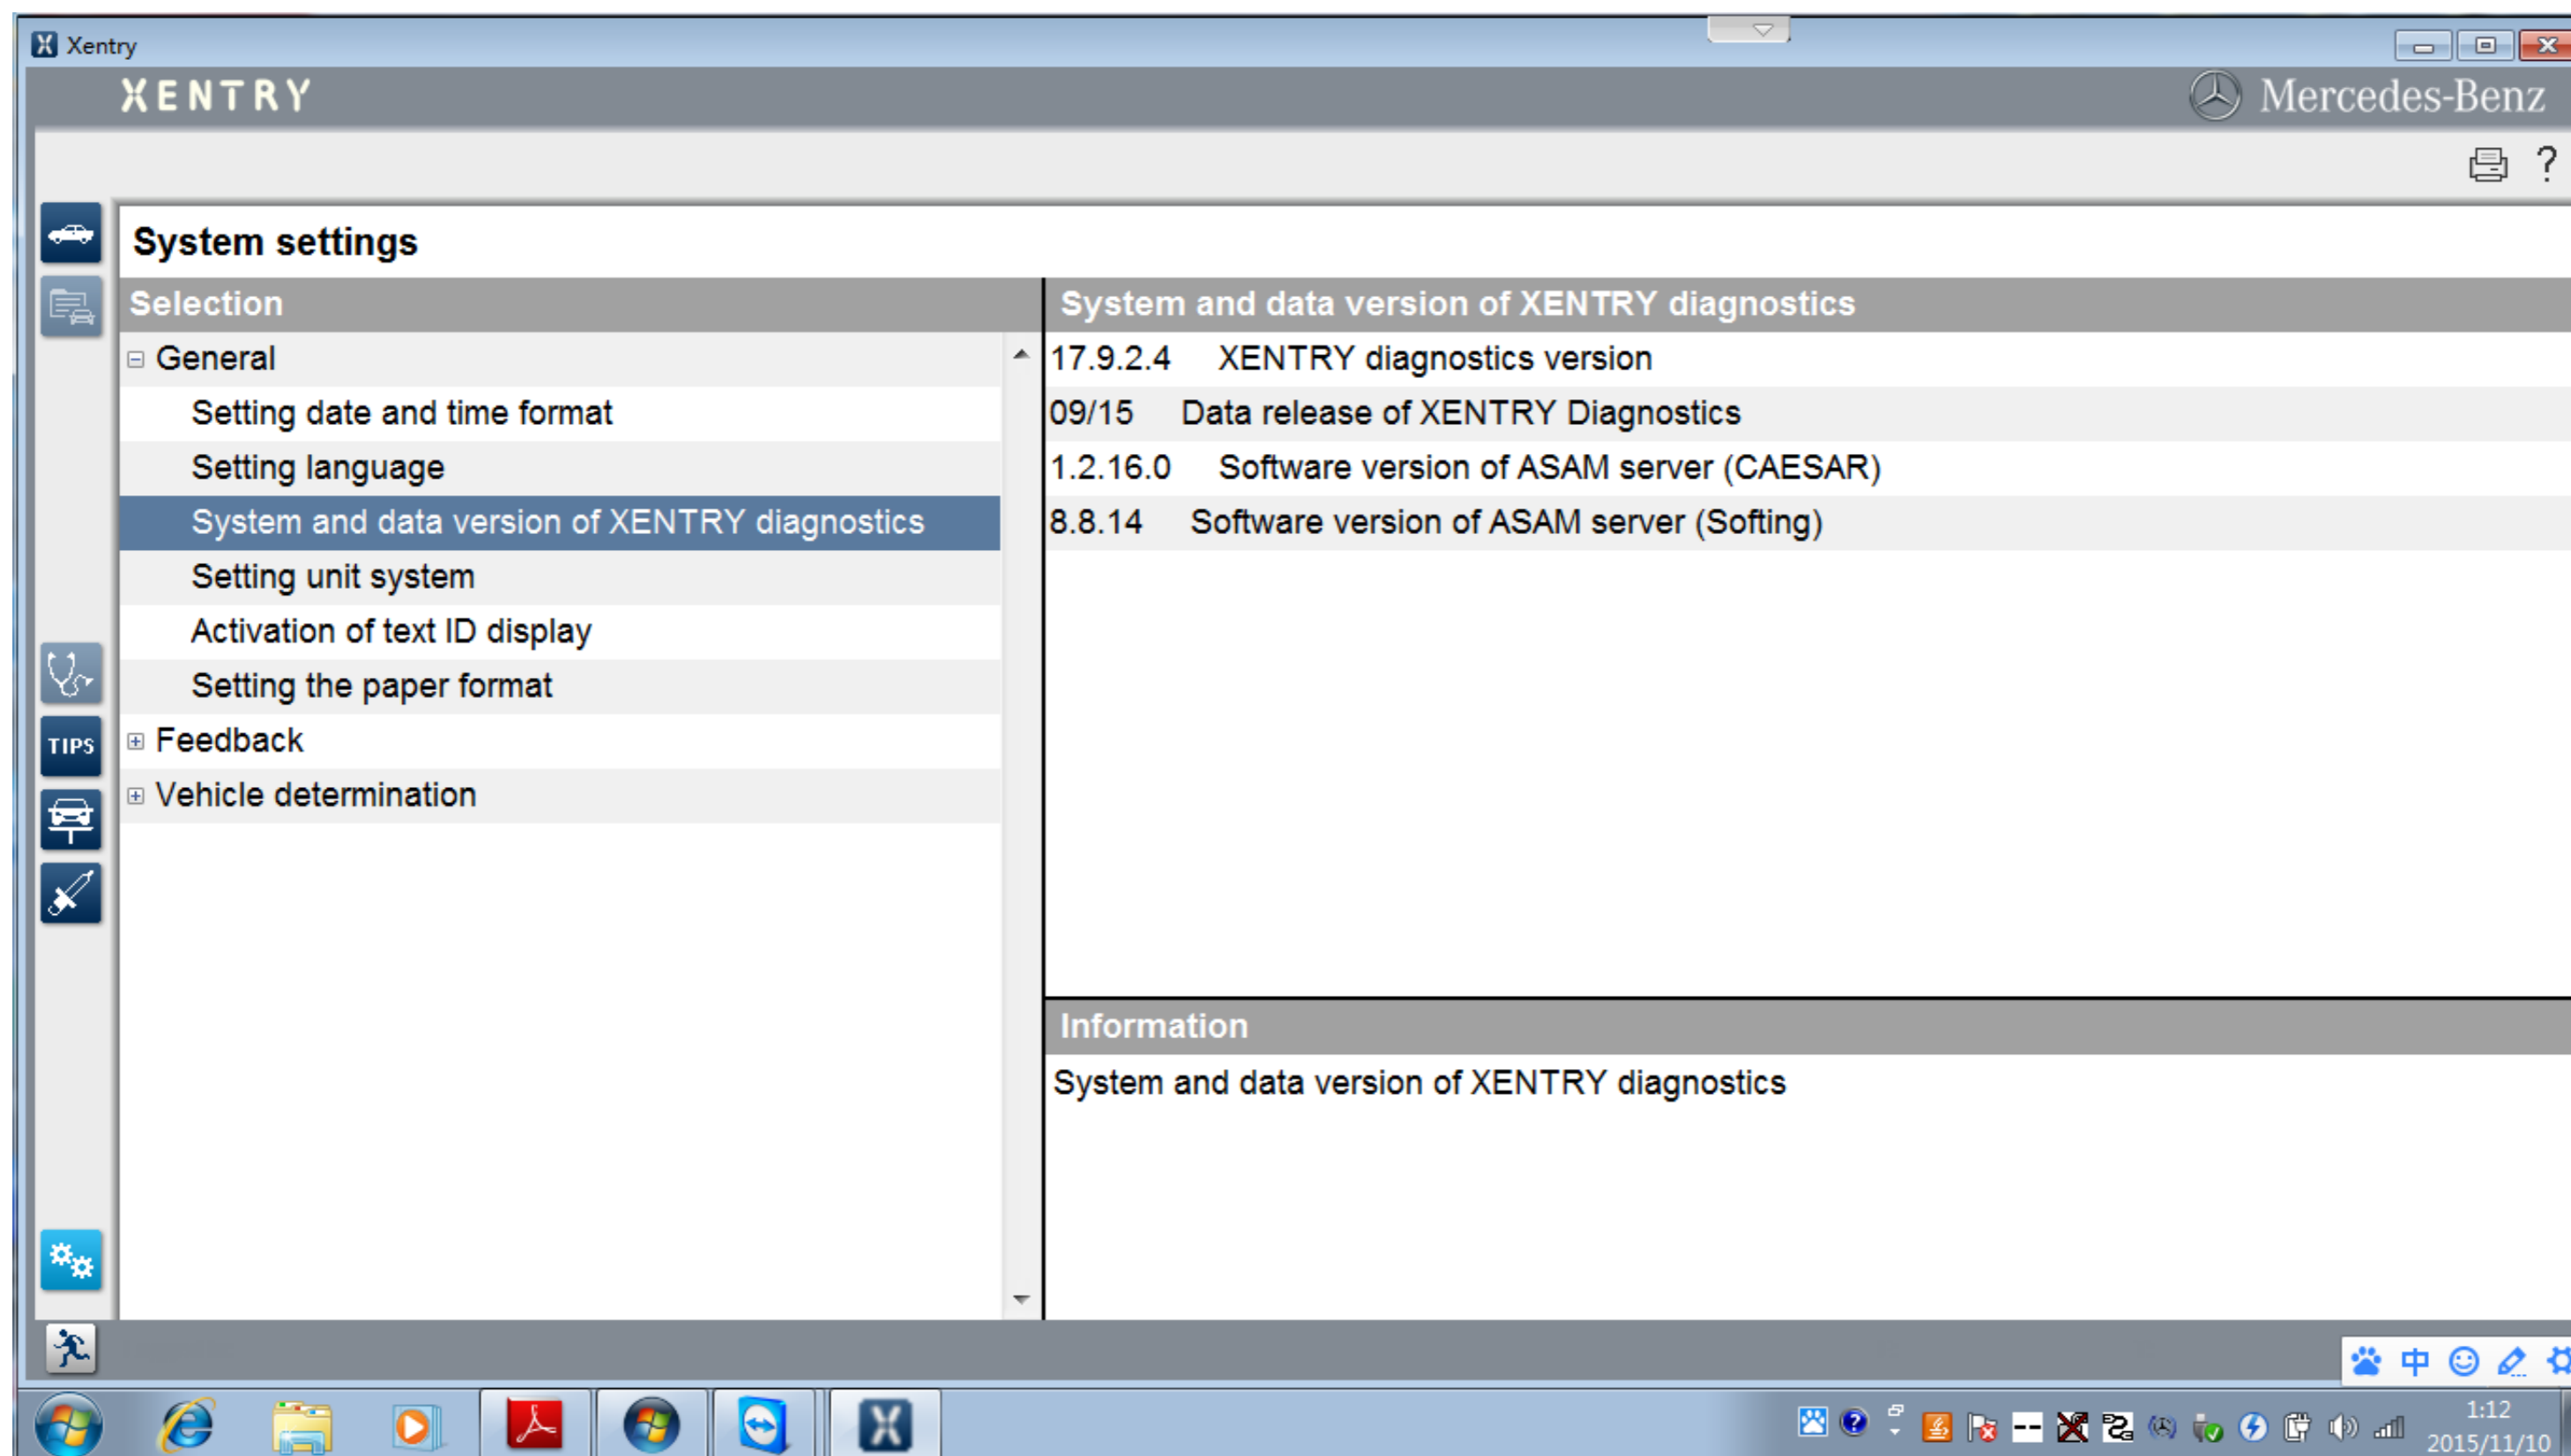 Xentry
XENTRY
Mercedes-Benz
?
System settings
Selection
General
Setting date and time format
Setting language
System and data version of XENTRY diagnostics
Setting unit system
Activation of text ID display
Setting the paper format
Feedback
Vehicle determination
System and data version of XENTRY diagnostics
17.9.2.4 XENTRY diagnostics version
09/15 Data release of XENTRY Diagnostics
1.2.16.0 Software version of ASAM server (CAESAR)
8.8.14 Software version of ASAM server (Softing)
Information
System and data version of XENTRY diagnostics
TIPS
中
1:12
2015/11/10